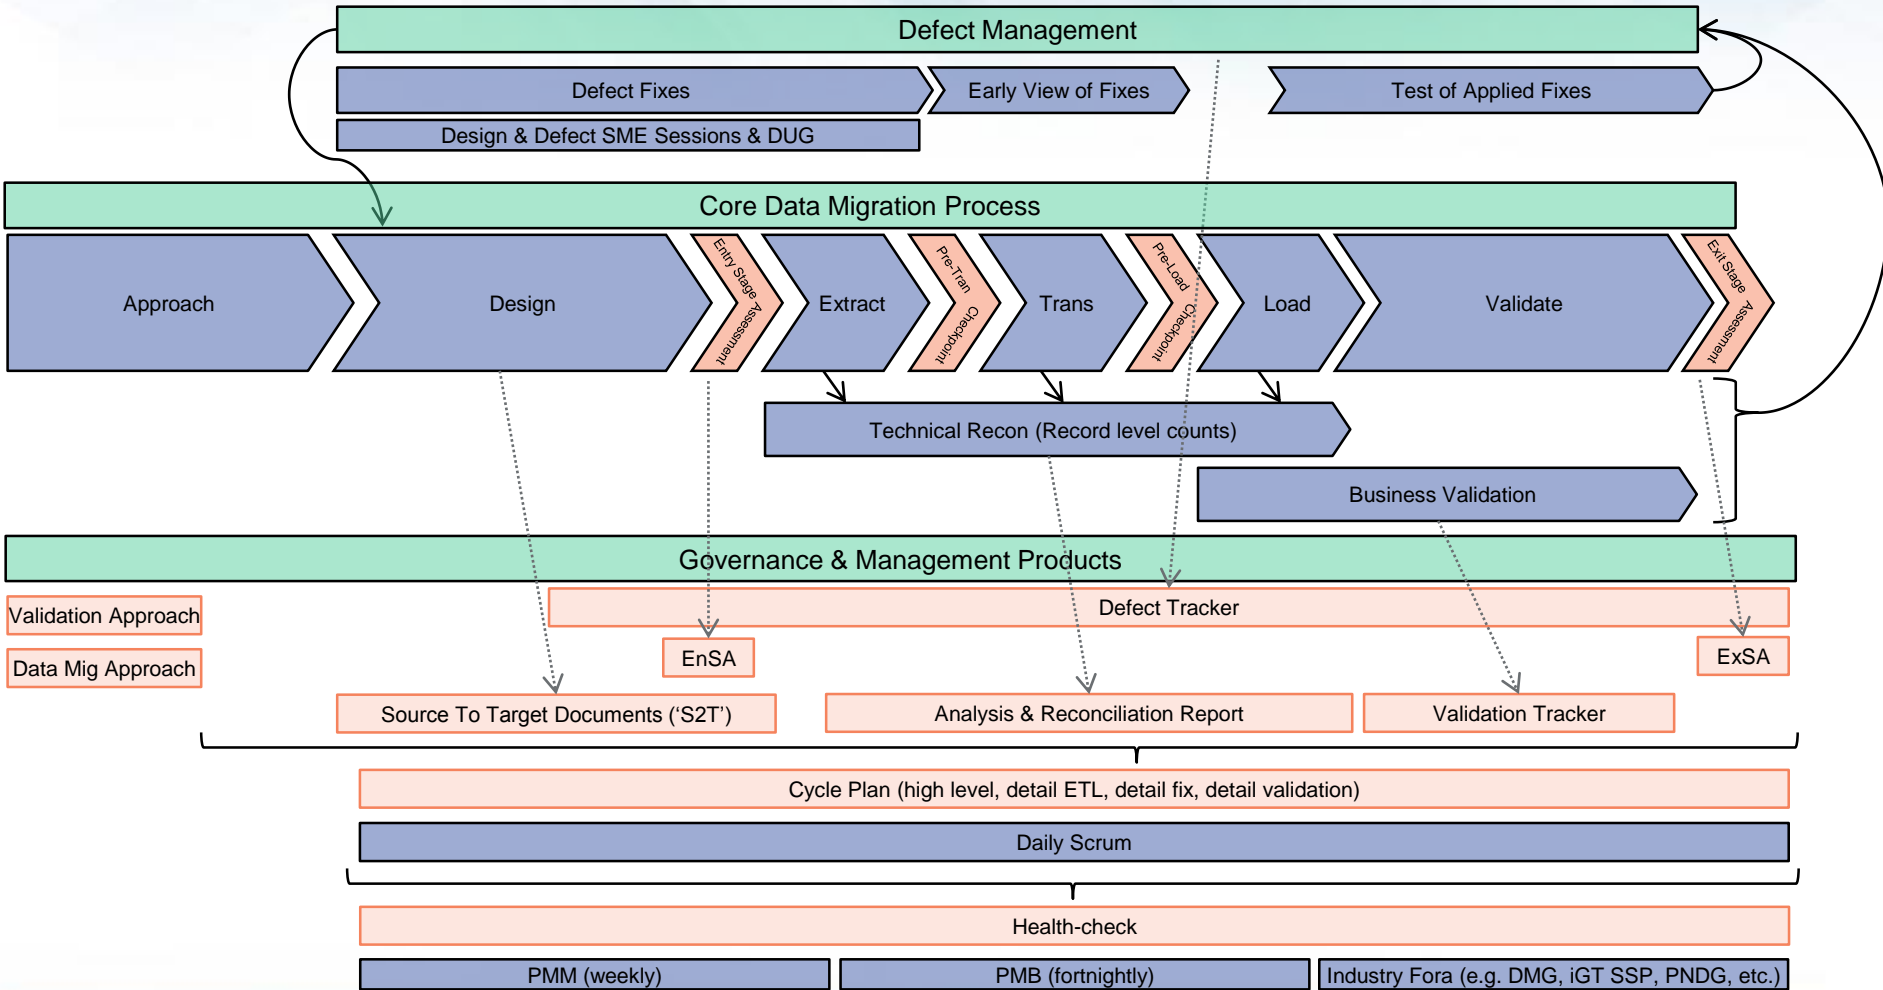 Defect Management
Defect Fixes
Early View of Fixes
Test of Applied Fixes
Design & Defect SME Sessions & DUG
Core Data Migration Process
Approach
Design
Entry Stage
Assessment
Extract
Pre-Tran
Checkpoint
Trans
Pre-Load
Checkpoint
Load
Validate
Exit Stage
Assessment
Technical Recon (Record level counts)
Business Validation
Governance & Management Products
Validation Approach
Defect Tracker
Data Mig Approach
EnSA
ExSA
Source To Target Documents (‘S2T’)
Analysis & Reconciliation Report
Validation Tracker
Cycle Plan (high level, detail ETL, detail fix, detail validation)
Daily Scrum
Health-check
PMM (weekly)
PMB (fortnightly)
Industry Fora (e.g. DMG, iGT SSP, PNDG, etc.)